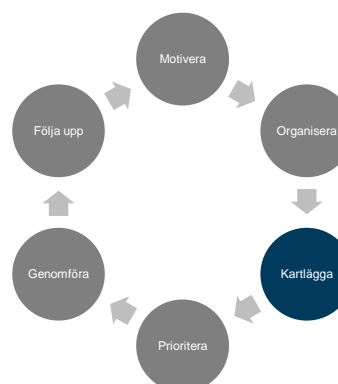 Motivera
Organisera
Kartlägga
Prioritera
Genomföra
Följa upp